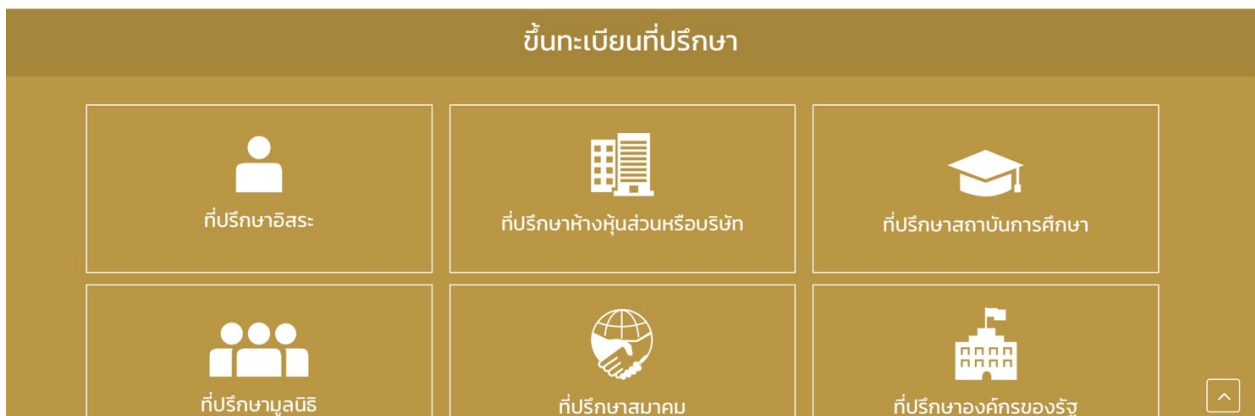 ขึ้นทะเบียนที่ปรึกษา
ที่ปรึกษาอิสระ
ที่ปรึกษาห้างหุ้นส่วนหรือบริษัท
ที่ปรึกษาสถาบันการศึกษา
ที่ปรึกษามูลนิธิ
ที่ปรึกษาสมาคม
ที่ปรึกษาองค์กรของรัฐ